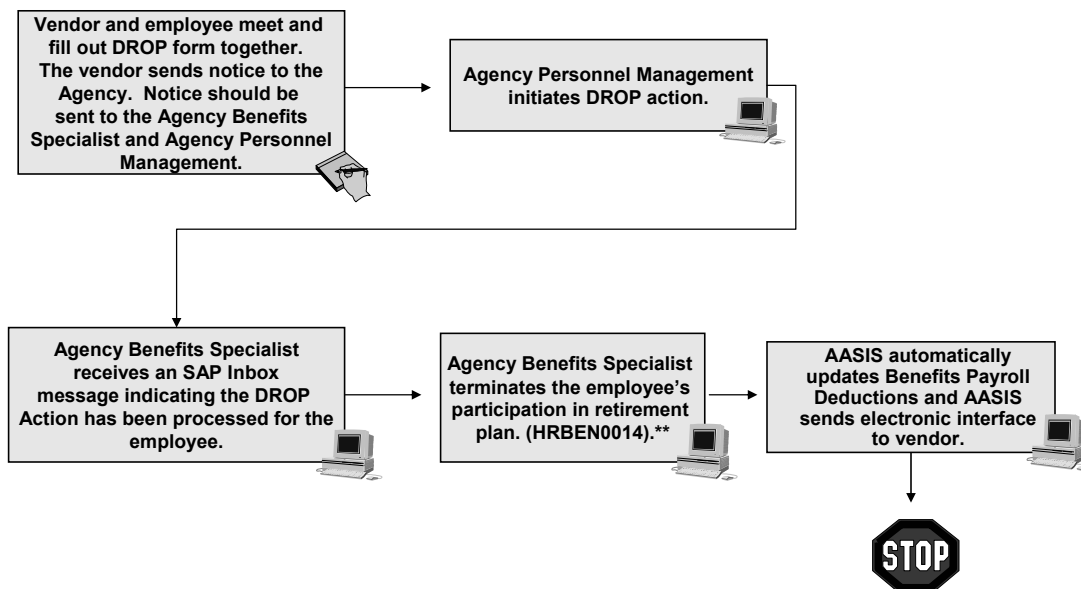 Vendor and employee meet and
fill out DROP form together.
The vendor sends notice to the
Agency. Notice should be
sent to the Agency Benefits
Specialist and Agency Personnel
Management.
Agency Personnel Management
initiates DROP action.
Agency Benefits Specialist
receives an SAP Inbox
message indicating the DROP
Action has been processed for the
employee.
Agency Benefits Specialist
terminates the employee’s
participation in retirement
plan. (HRBEN0014).**
AASIS automatically
updates Benefits Payroll
Deductions and AASIS
sends electronic interface
to vendor.
STOP